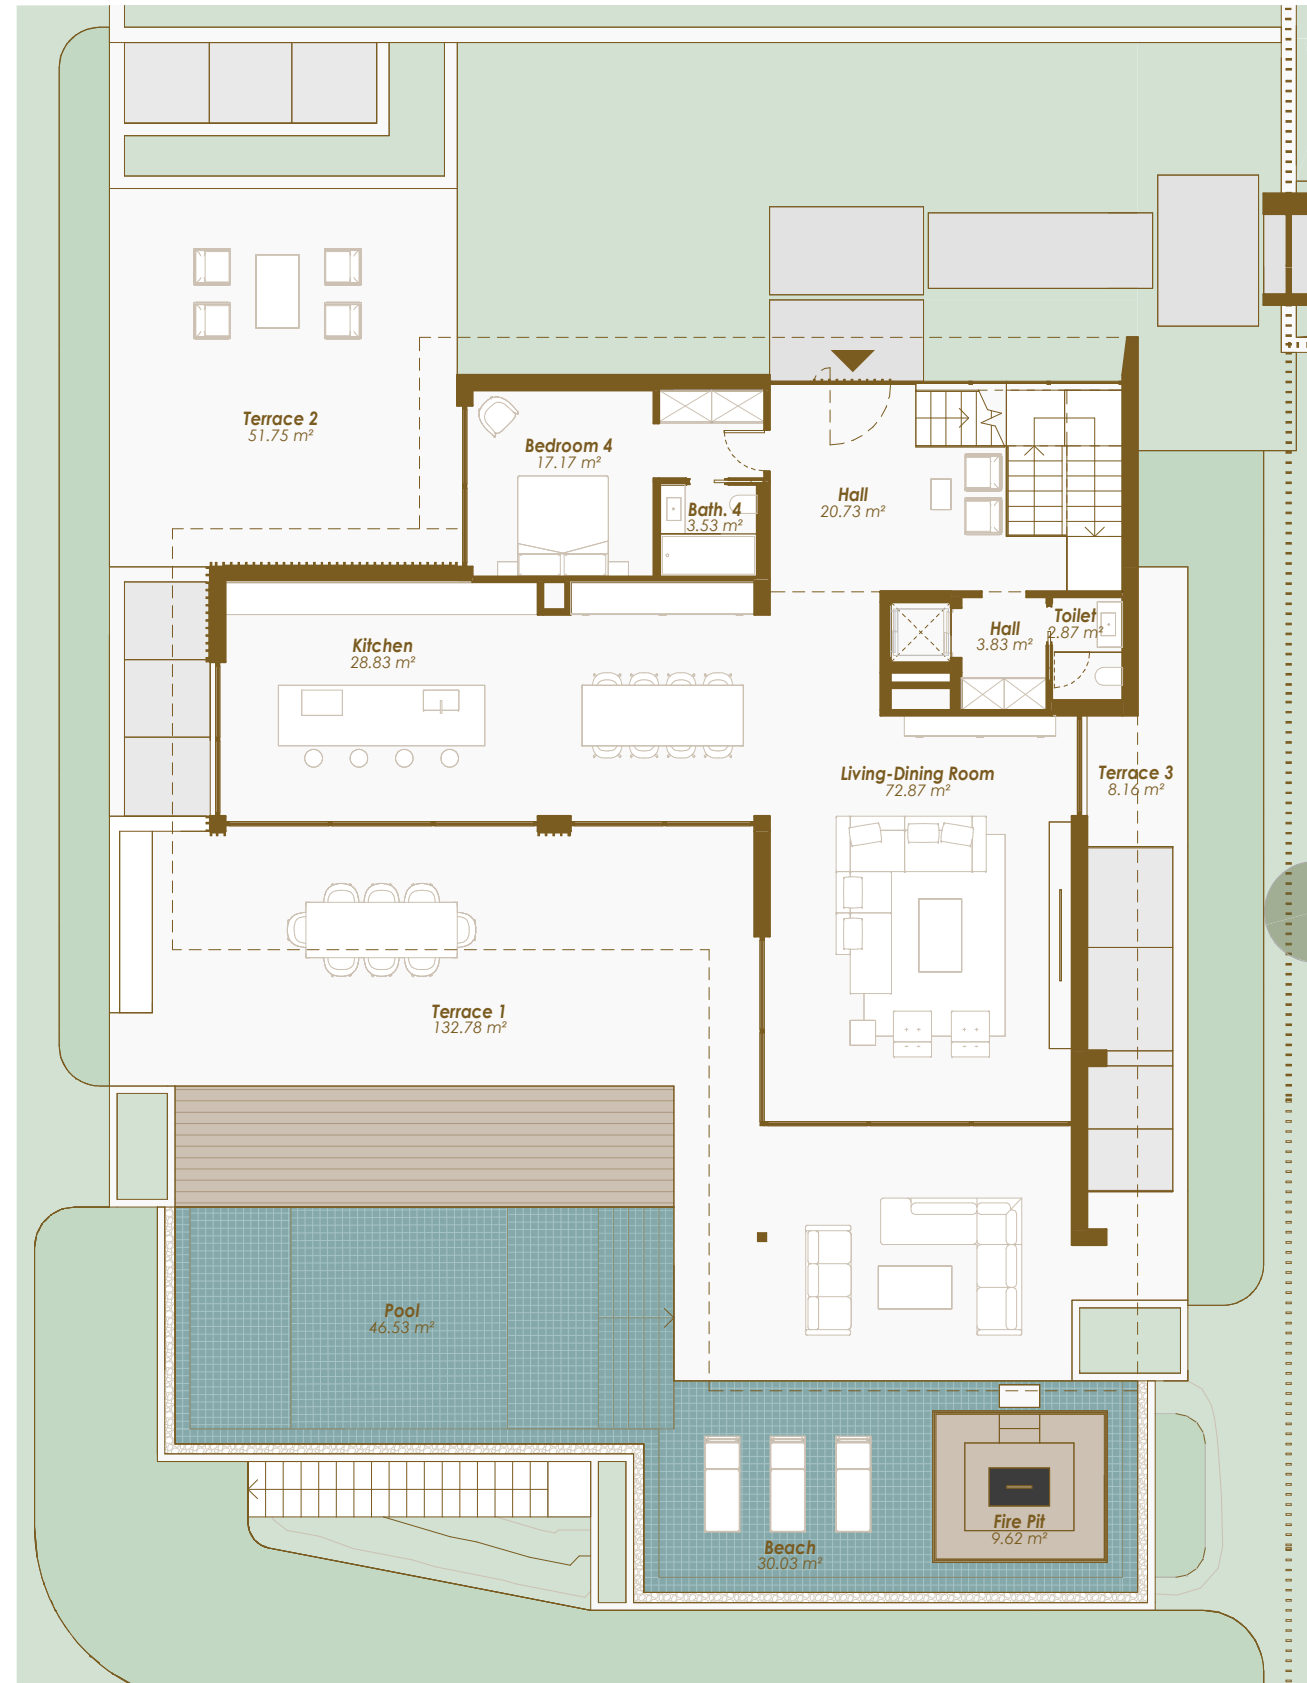 Terrace 2
51.75 m²
Bedroom 4
17.17 m²
Bath. 4
3.53 m²
Hall
20.73 m²
Kitchen
28.83 m²
Hall
3.83 m²
Toilet
2.87 m²
Living-Dining Room
72.87 m²
Terrace 3
8.16 m²
Terrace 1
132.78 m²
Pool
46.53 m²
Fire Pit
9.62 m²
Beach
30.03 m²